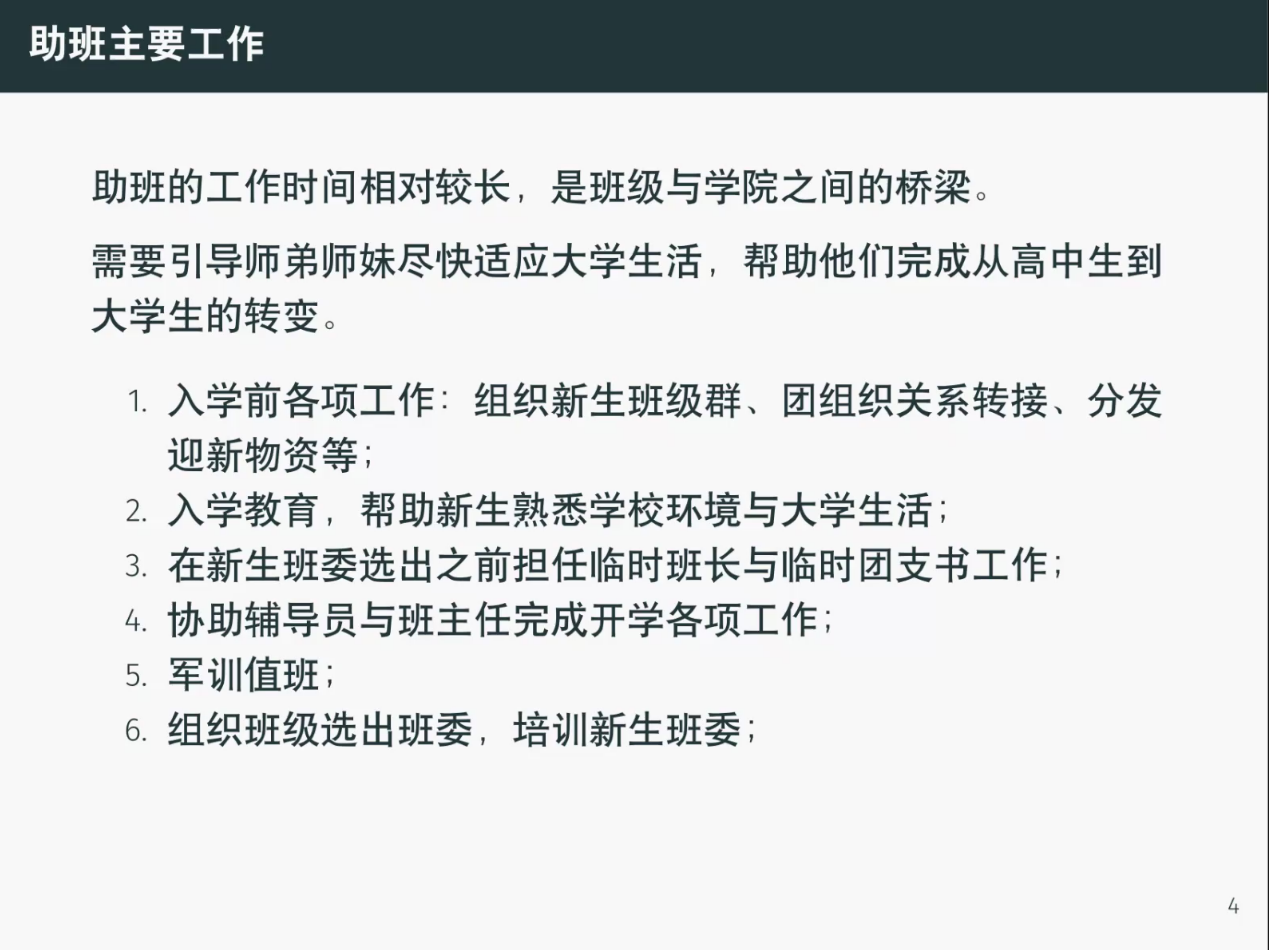 助班主要工作
助班的工作时间相对较长，是班级与学院之间的桥梁。
需要引导师弟师妹尽快适应大学生活，帮助他们完成从高中生到
大学生的转变。
1. 入学前各项工作：组织新生班级群、团组织关系转接、分发
迎新物资等；
2. 入学教育，帮助新生熟悉学校环境与大学生活；
3. 在新生班委选出之前担任临时班长与临时团支书工作；
4. 协助辅导员与班主任完成开学各项工作；
5. 军训值班；
6. 组织班级选出班委，培训新生班委；
4